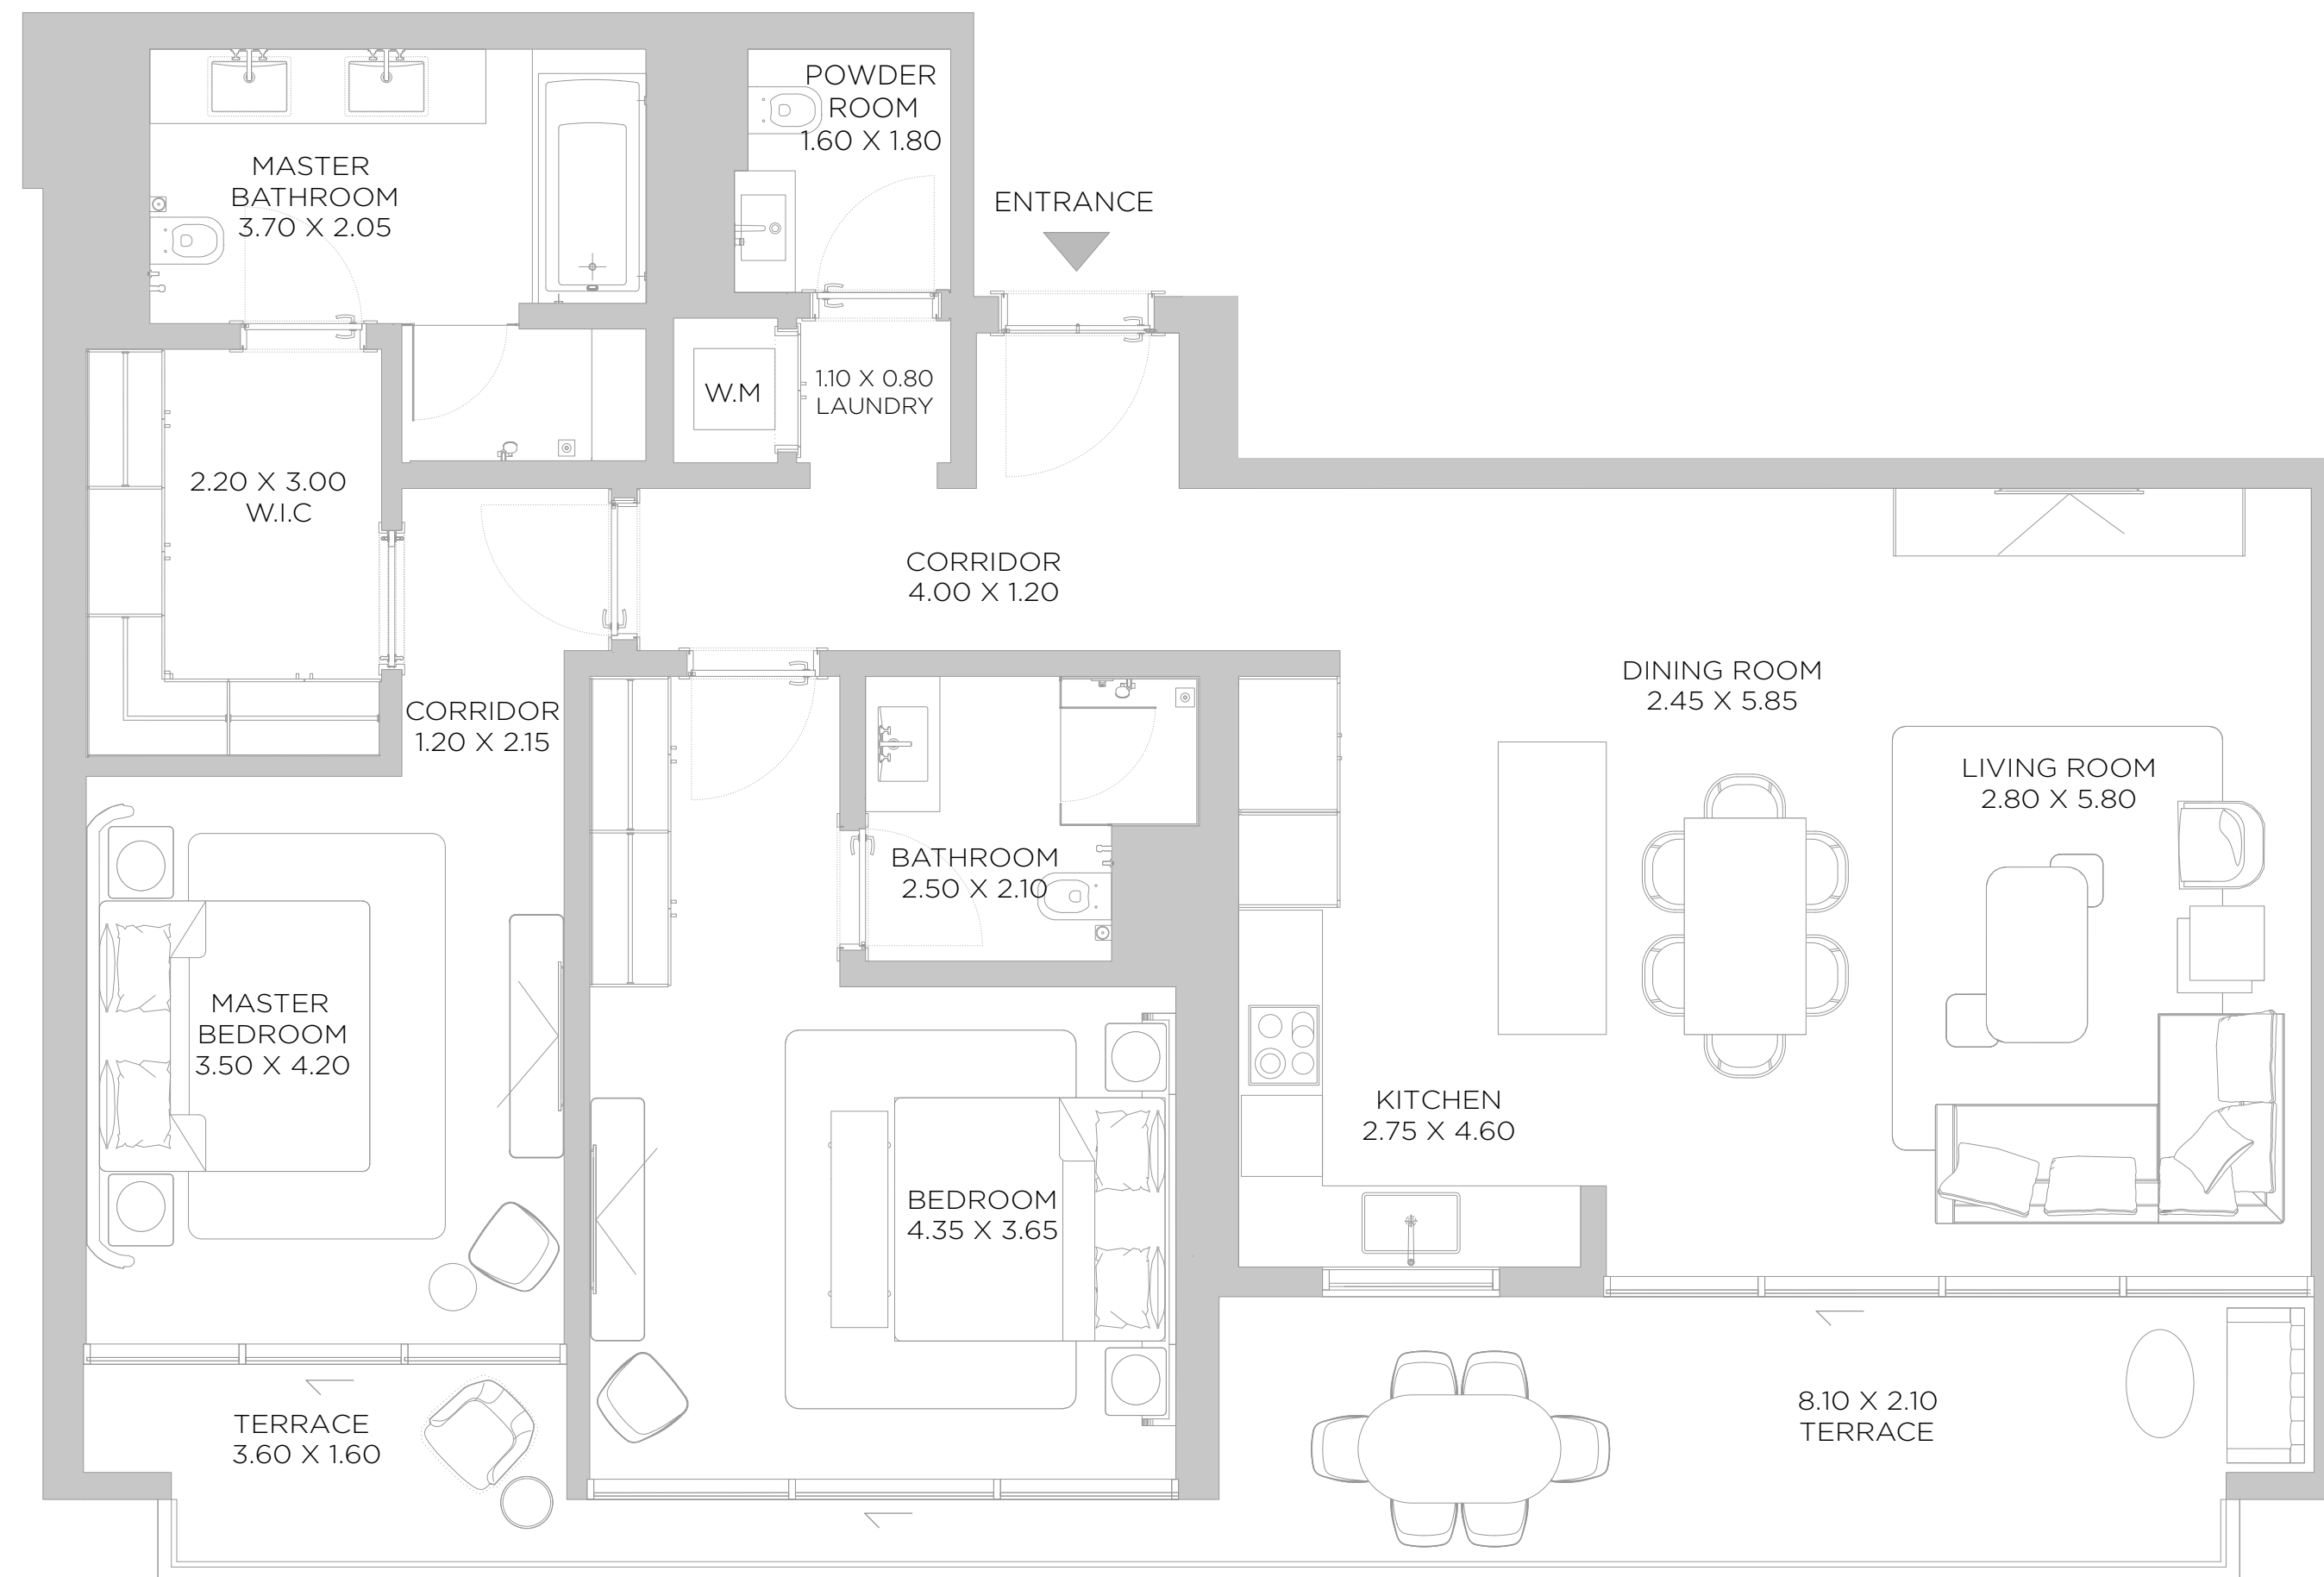 POWDER
ROOM
1.60 X 1.80
MASTER
BATHROOM
3.70 X 2.05
ENTRANCE
W.M
1.10 X 0.80
LAUNDRY
2.20 X 3.00
W.I.C
CORRIDOR
4.00 X 1.20
CORRIDOR
1.20 X 2.15
DINING ROOM
2.45 X 5.85
LIVING ROOM
2.80 X 5.80
BATHROOM
2.50 X 2.10
MASTER
BEDROOM
3.50 X 4.20
KITCHEN
2.75 X 4.60
BEDROOM
4.35 X 3.65
TERRACE
3.60 X 1.60
8.10 X 2.10
TERRACE